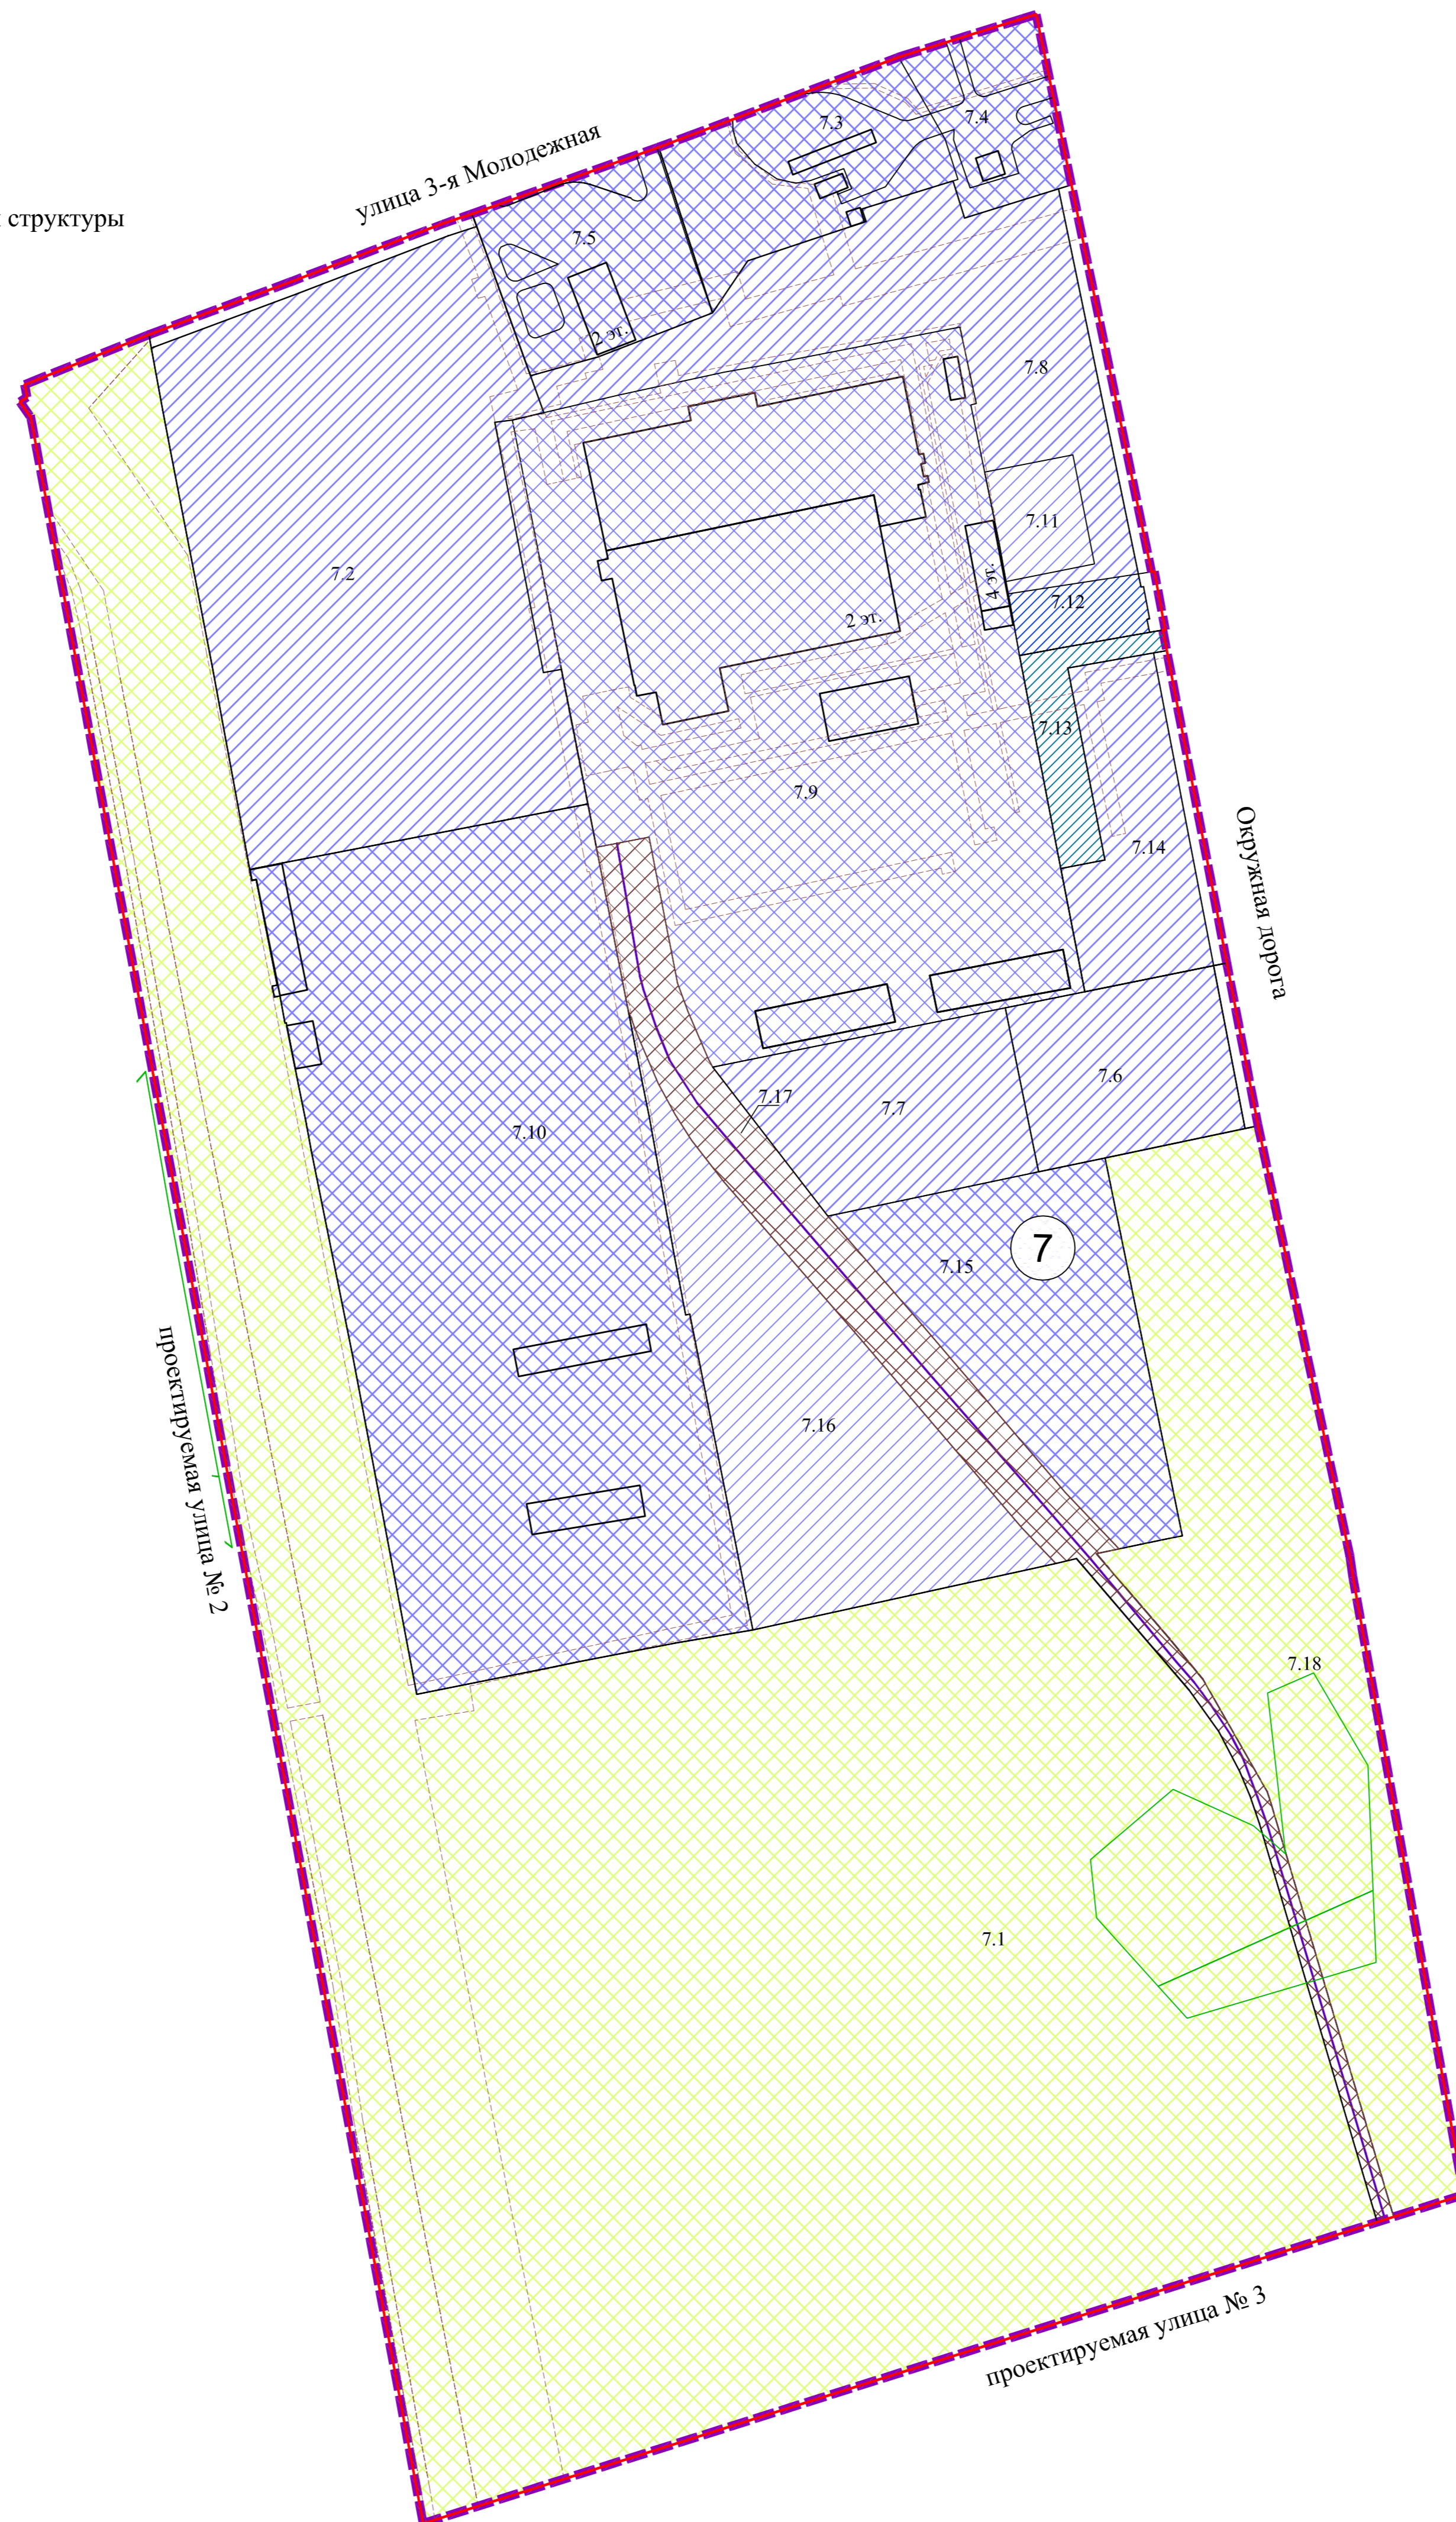 улица 3-я Молодежная
структуры
7.3
7.4
7.5
2 эт.
7.8
7.2
7.11
4 эт.
7.12
2 эт.
7.13
7.9
7.14
Окружная дорога
7.6
7.17
7.7
7.10
7
7.15
проектируемая улица № 2
7.16
7.18
7.1
проектируемая улица № 3